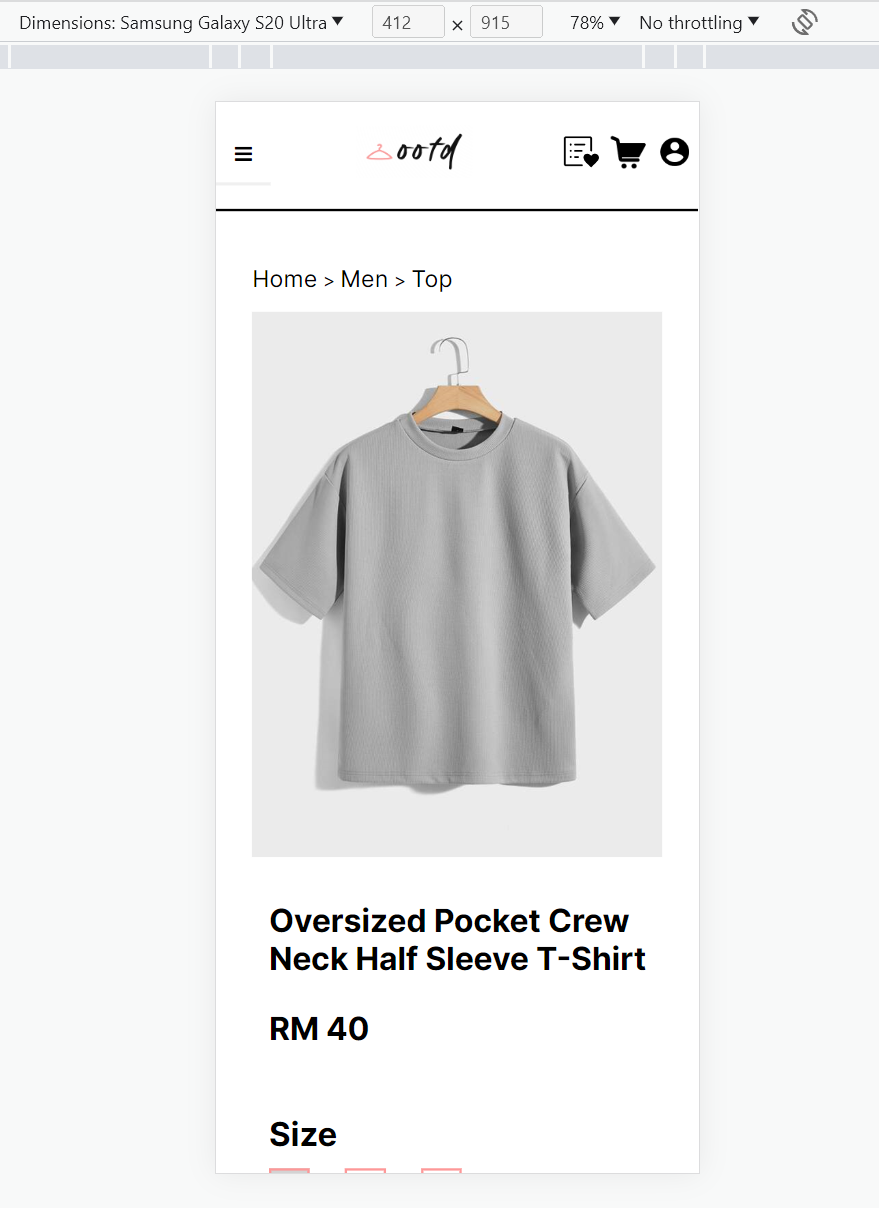 Dimensions: Samsung Galaxy S20 Ultra ▼ 412 × 915 78% ▼ No throttling ▼
ootd
Home > Men > Top
Oversized Pocket Crew
Neck Half Sleeve T-Shirt
RM 40
Size